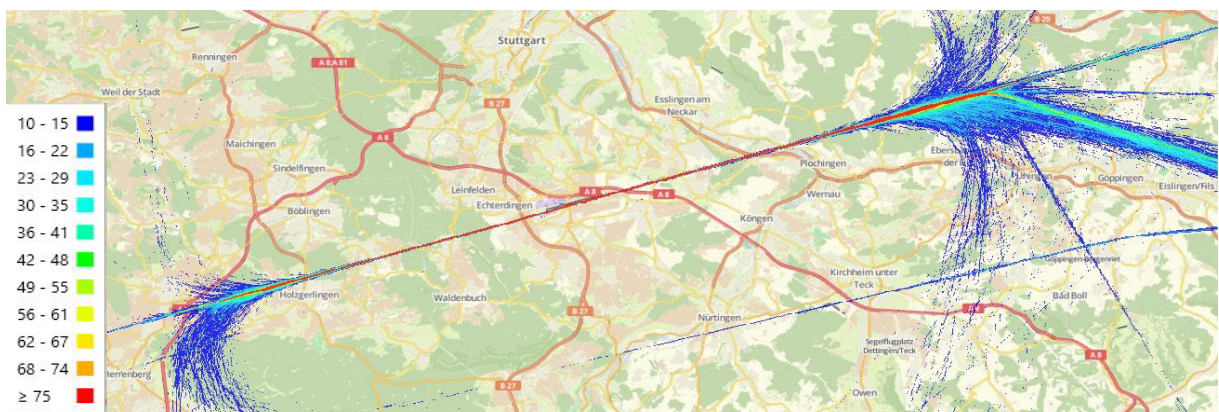 B 29
Stuttgart
Renningen
A 8;A 81
Weil der Stadt
B 27
Esslingen am
Neckar
10 - 15
16 - 22
23 - 29
30 - 35
36 - 41
42 - 48
49 - 55
56 - 61
62 - 67
68 - 74
≥ 75
A 8
Maichingen
Sindelfingen
Plochingen
Ebers
der
Uhingen
Göppingen
Eislingen/Fils
Leinfelden
Echterdingen
A 8
A 8
Wernau
Böblingen
Köngen
Holzgerlingen
Waldenbuch
Kirchheim unter
Teck
Bad Boll
B 27
Nürtingen
Segelflugplatz
Dettingen/Teck
A 8
Herrenberg
B 27
Owen